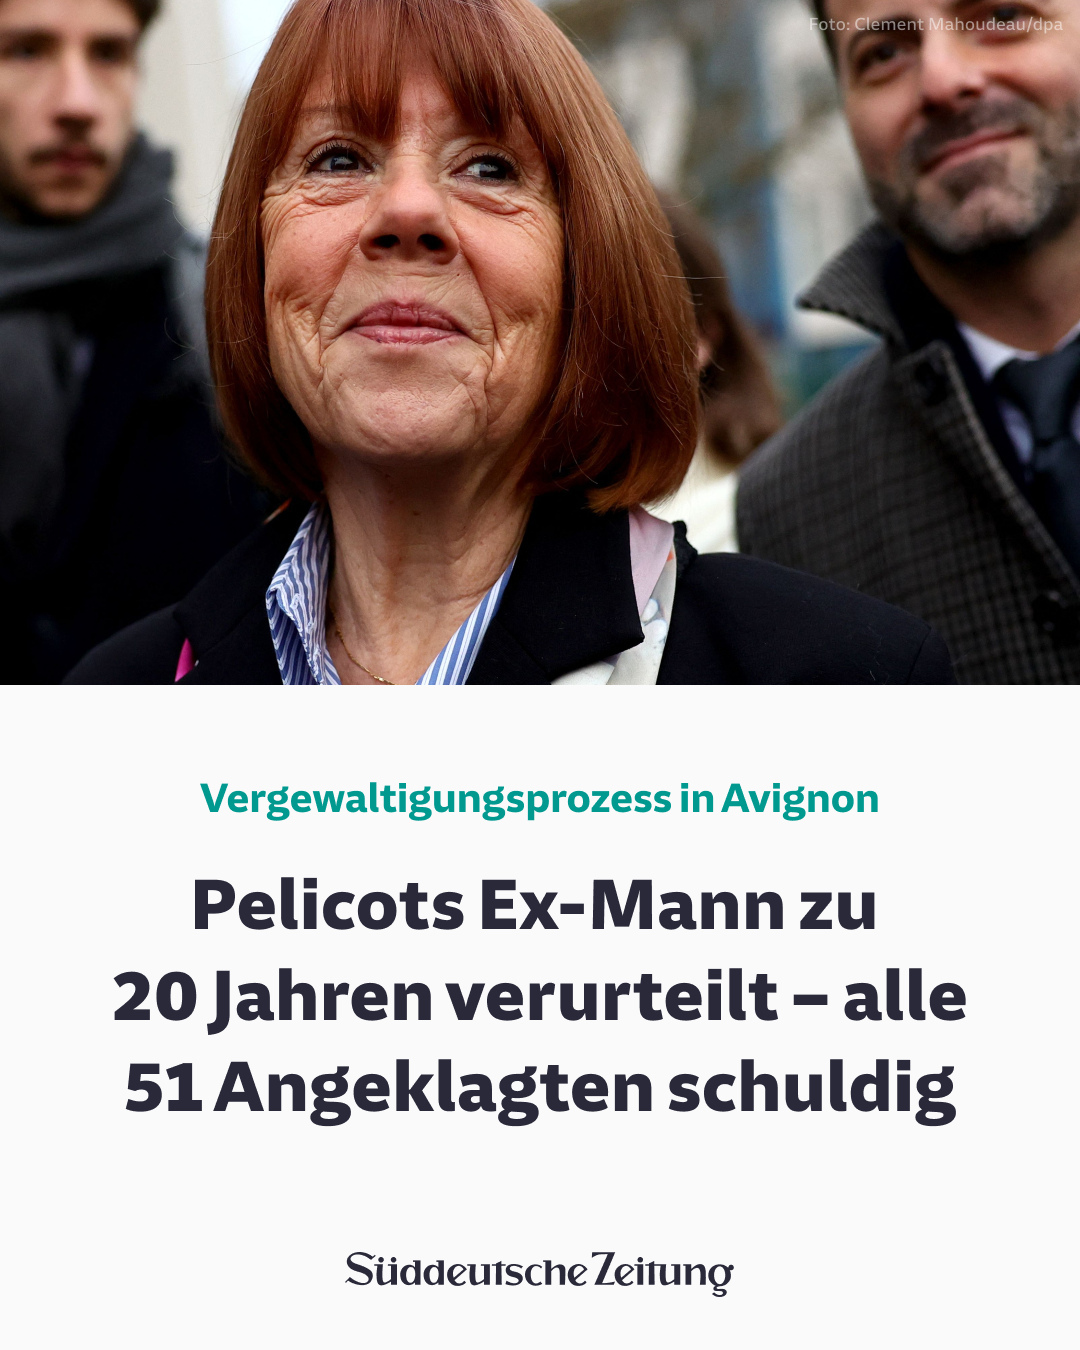 Foto: Clement Mahoudeau/dpa
Vergewaltigungsprozess in Avignon
Pelicots Ex-Mann zu
20 Jahren verurteilt – alle
51 Angeklagten schuldig
Süddeutsche Zeitung